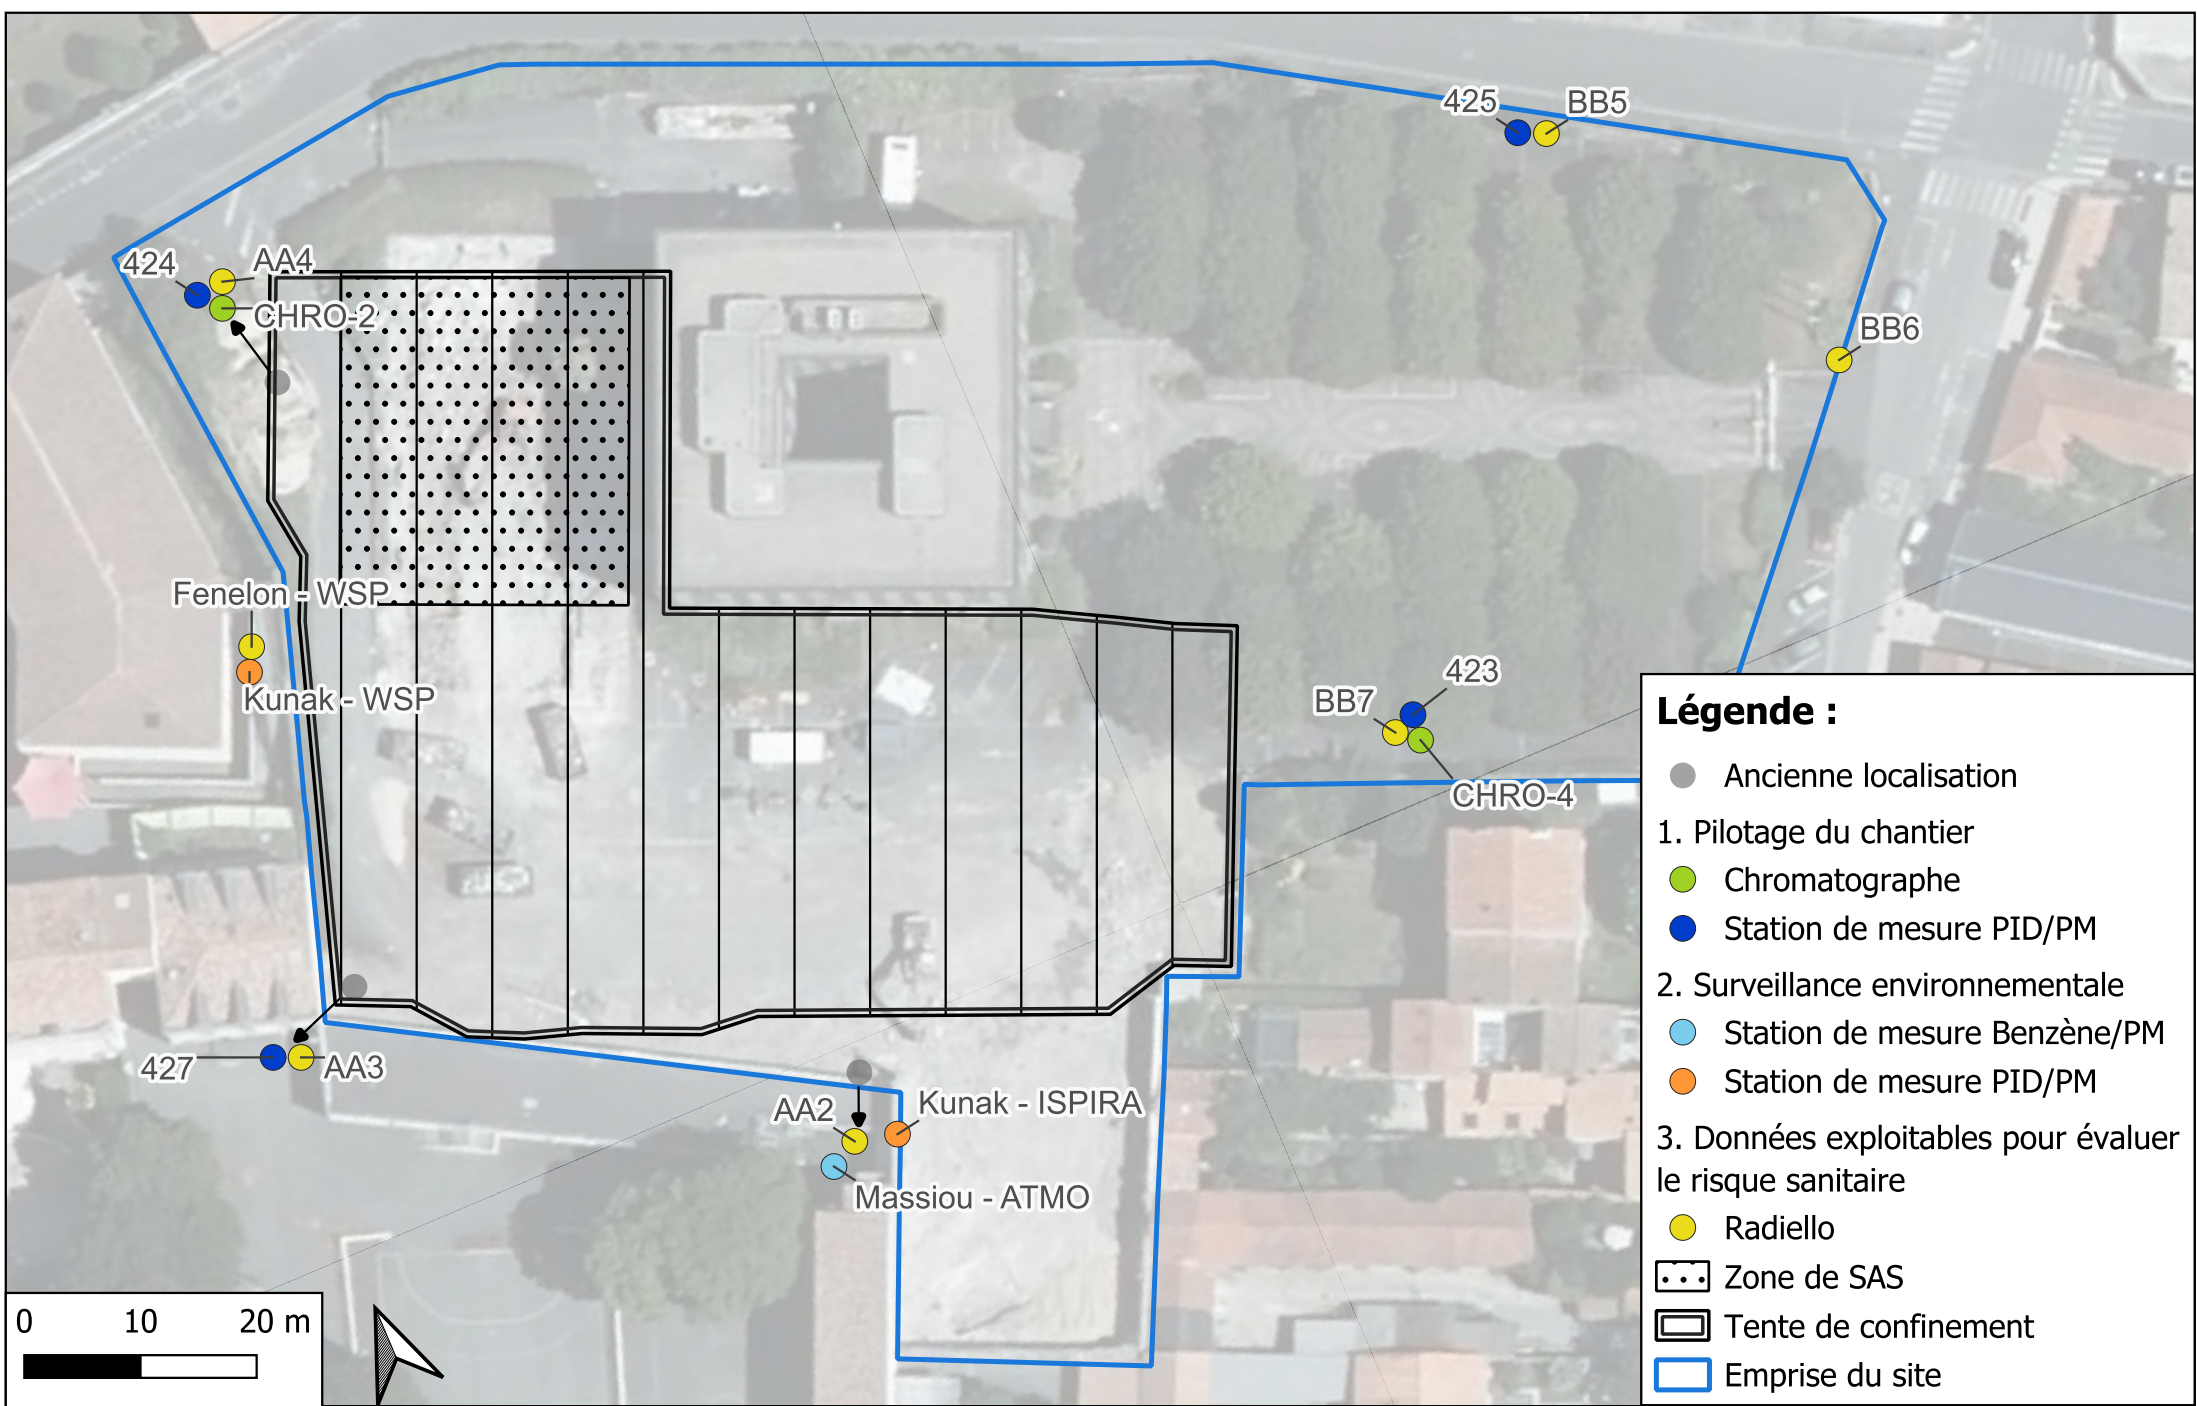 425
BB5
424
AA4
CHRO-2
BB6
Fenelon - WSP
Kunak - WSP
423
BB7
CHRO-4
427
AA3
AA2
Kunak - ISPIRA
Massiou - ATMO
0 10 20 m
Légende :
Ancienne localisation
1. Pilotage du chantier
Chromatographe
Station de mesure PID/PM
2. Surveillance environnementale
Station de mesure Benzène/PM
Station de mesure PID/PM
3. Données exploitables pour évaluer
le risque sanitaire
Radiello
Zone de SAS
Tente de confinement
Emprise du site